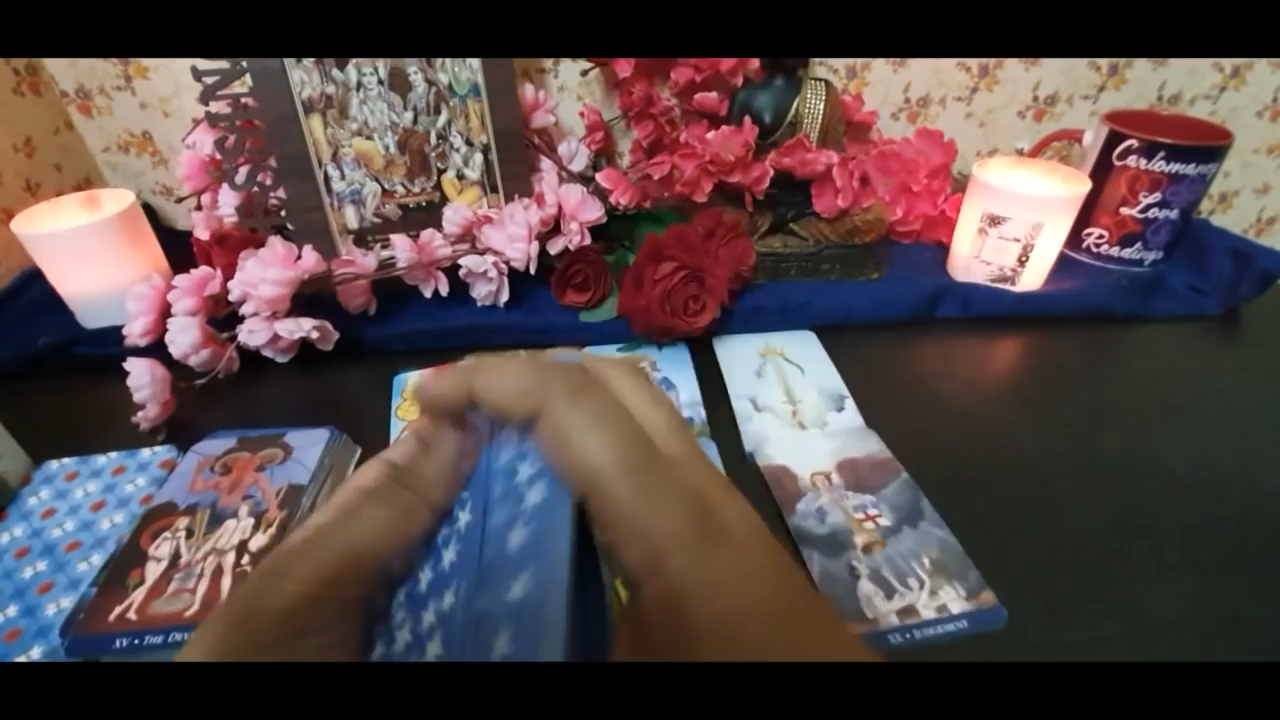 Carlomancy
Love
Readings
XV • THE DEV
XX • JUDGEMENT